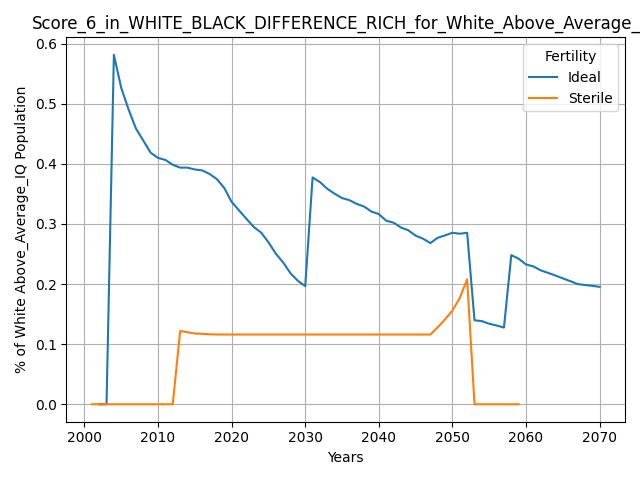 Score_6_in_WHITE_BLACK_DIFFERENCE_RICH_for_White_Above_Average_
0.6
Fertility
Ideal
Sterile
0.5
0.4
0.3
0.2
0.1
0.0
% of White Above_Average_IQ Population
2000 2010 2020 2030 2040 2050 2060 2070
Years